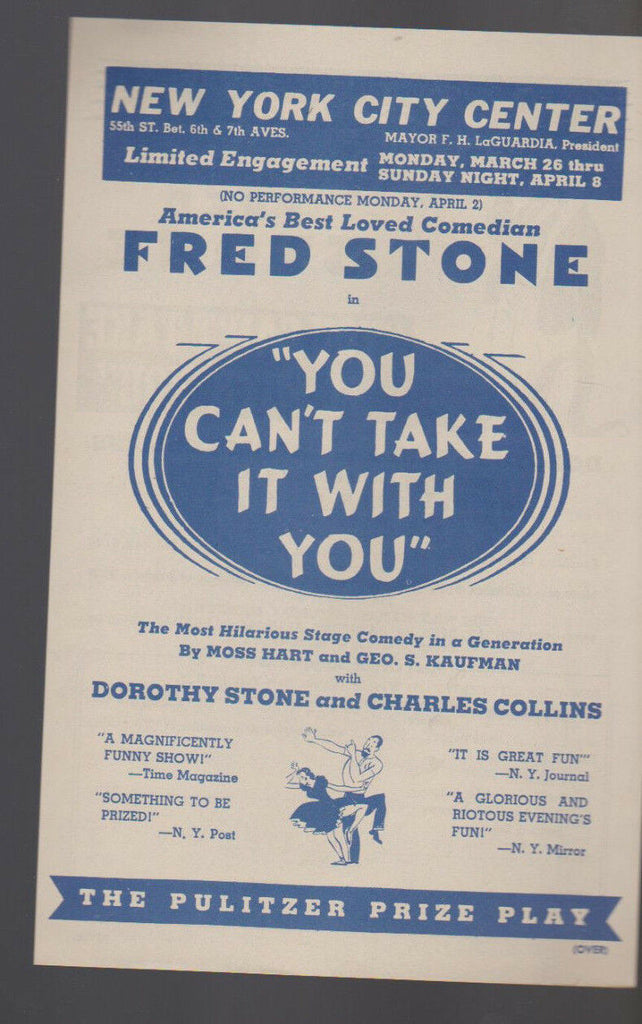 NEW YORK CITY CENTER
55th ST. Bet. 6th & 7th AVES.
MAYOR F. H. LaGUARDIA, President
Limited Engagement
MONDAY, MARCH 26 thru
SUNDAY NIGHT, APRIL 8
(NO PERFORMANCE MONDAY, APRIL 2)
America's Best Loved Comedian
FRED STONE
in
"YOU
CAN'T TAKE
IT WITH
YOU"
The Most Hilarious Stage Comedy in a Generation
By MOSS HART and GEO. S. KAUFMAN
with
DOROTHY STONE and CHARLES COLLINS
"A MAGNIFICENTLY
FUNNY SHOW!"
—Time Magazine
"SOMETHING TO BE
PRIZED!"
—N. Y. Post
"IT IS GREAT FUN'"
—N. Y. Journal
"A GLORIOUS AND
RIOTOUS EVENING'S
FUN!"
—N. Y. Mirror
THE PULITZER PRIZE PLAY
(OVER)